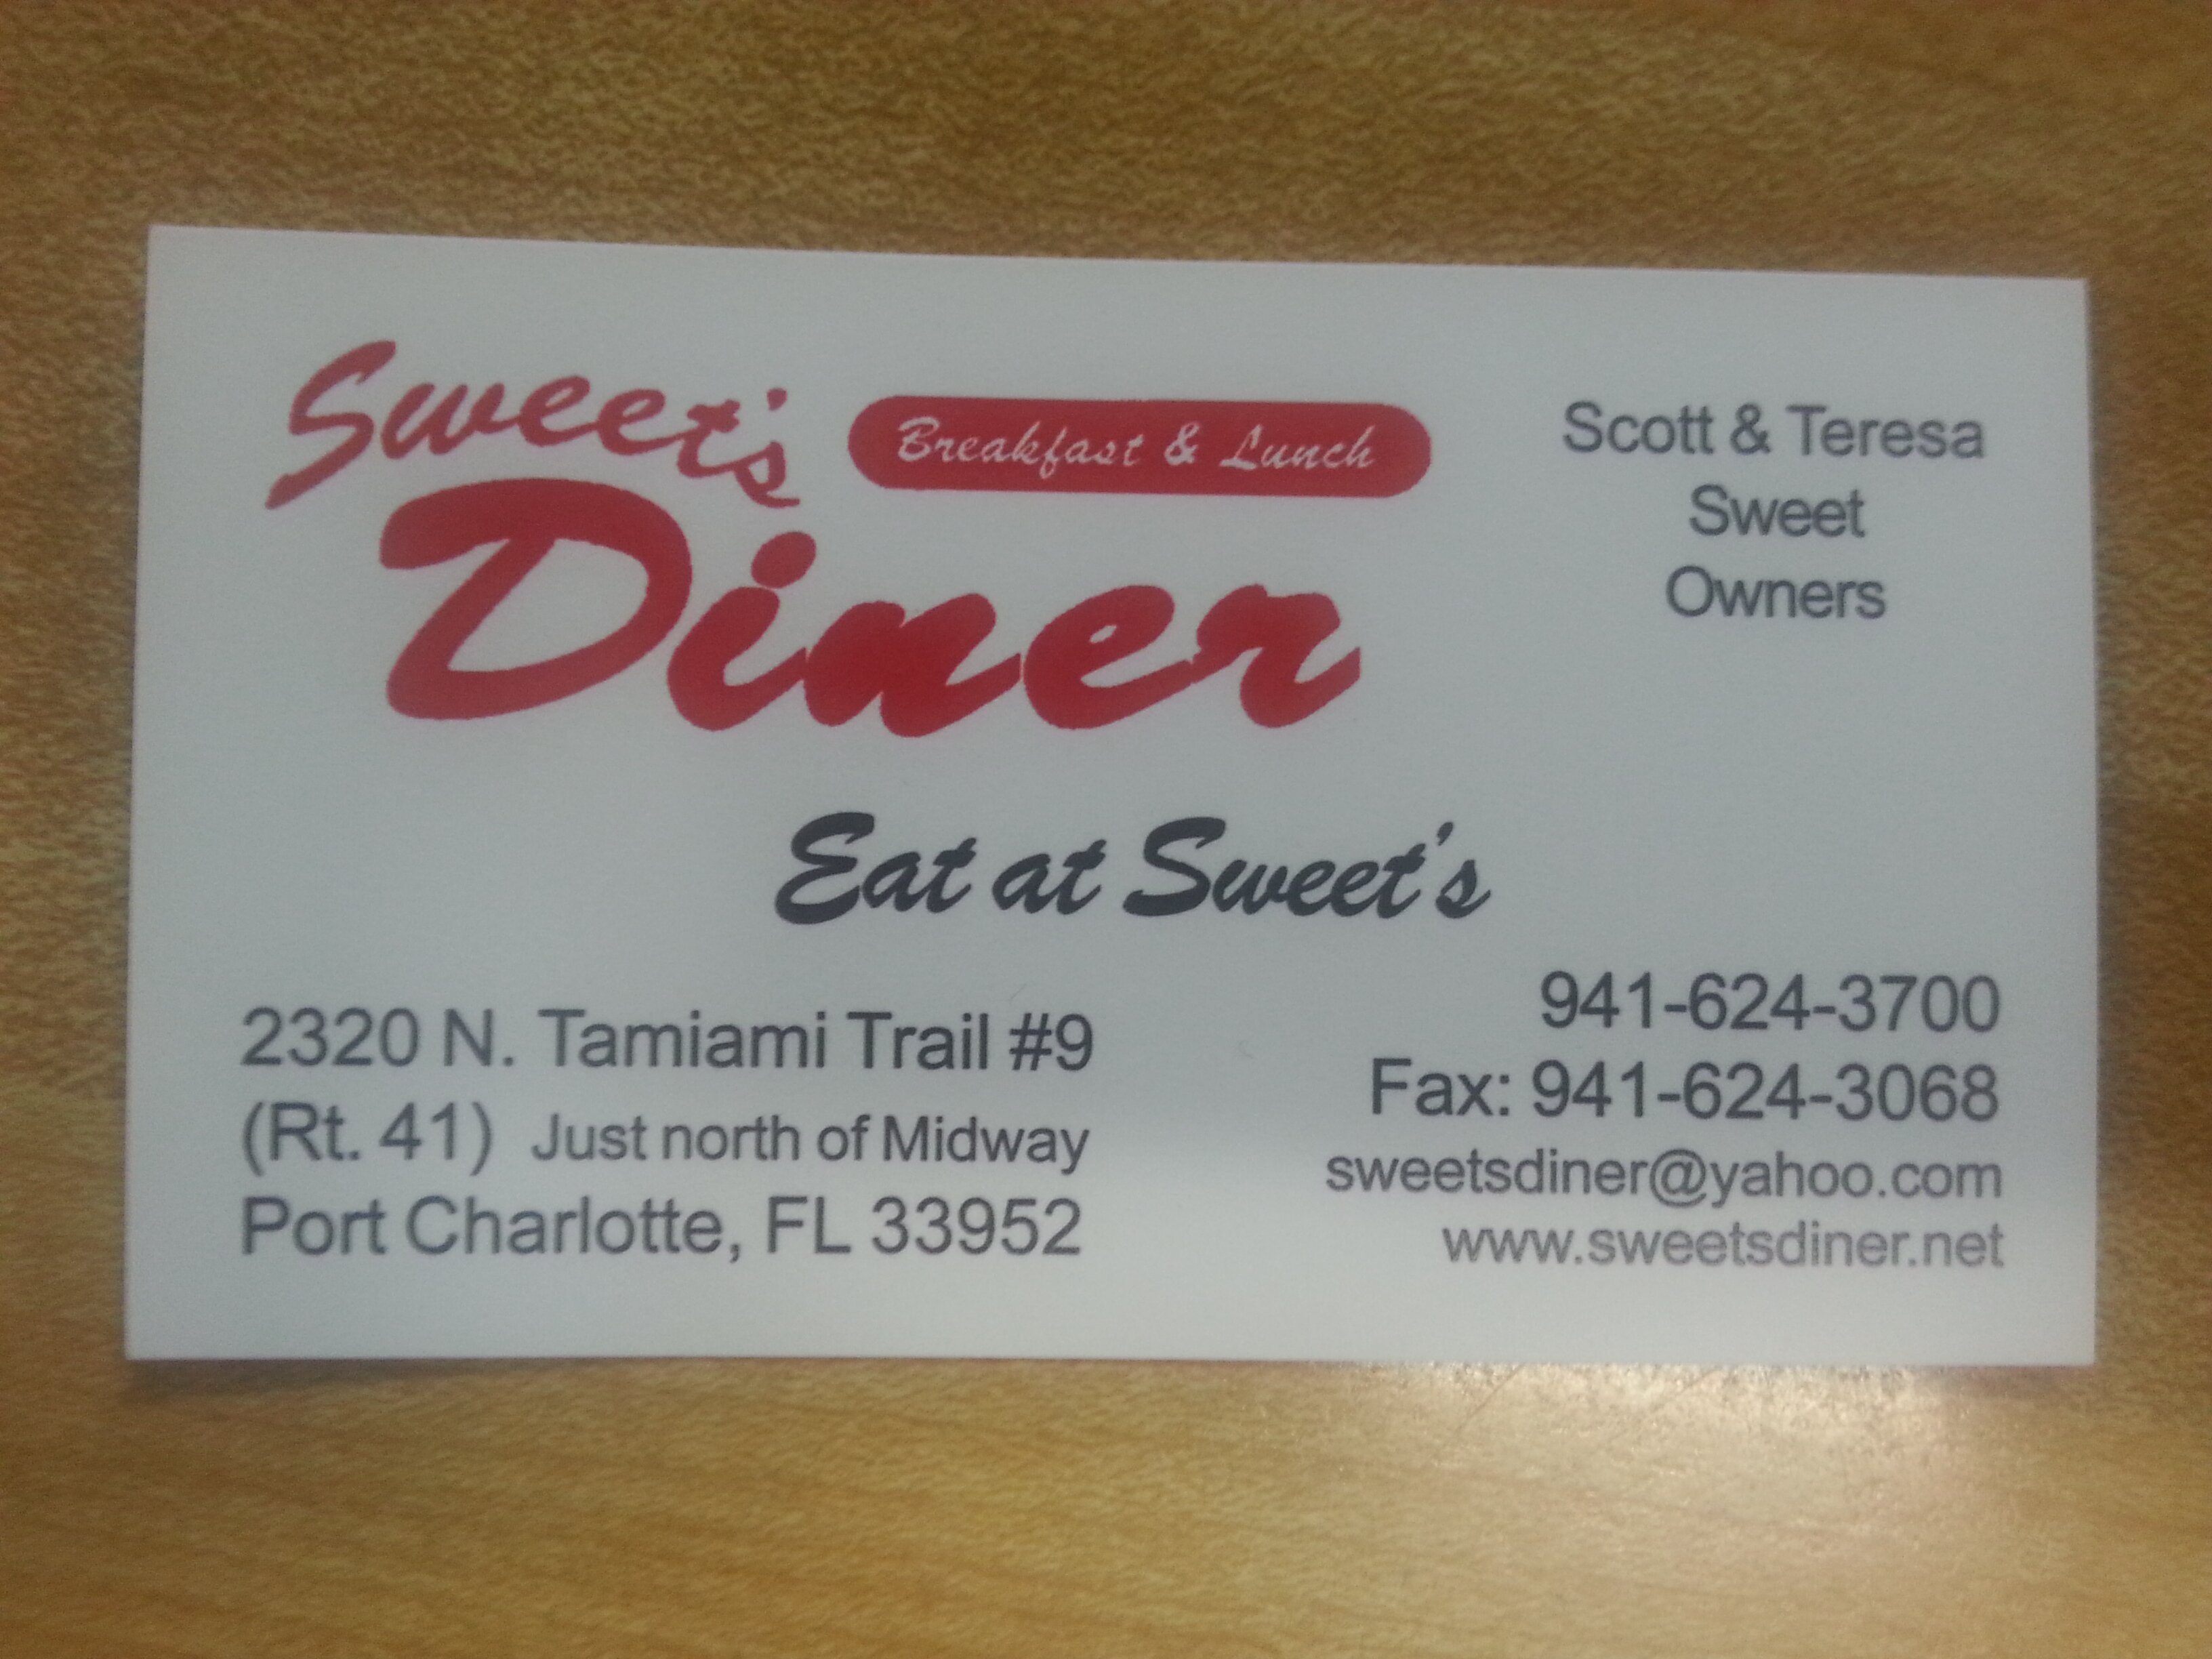 Sweet's
Breakfast & Lunch
Diner
Scott & Teresa
Sweet
Owners
Eat at Sweet's
2320 N. Tamiami Trail #9
(Rt. 41) Just north of Midway
Port Charlotte, FL 33952
941-624-3700
Fax: 941-624-3068
sweetsdiner@yahoo.com
www.sweetsdiner.net